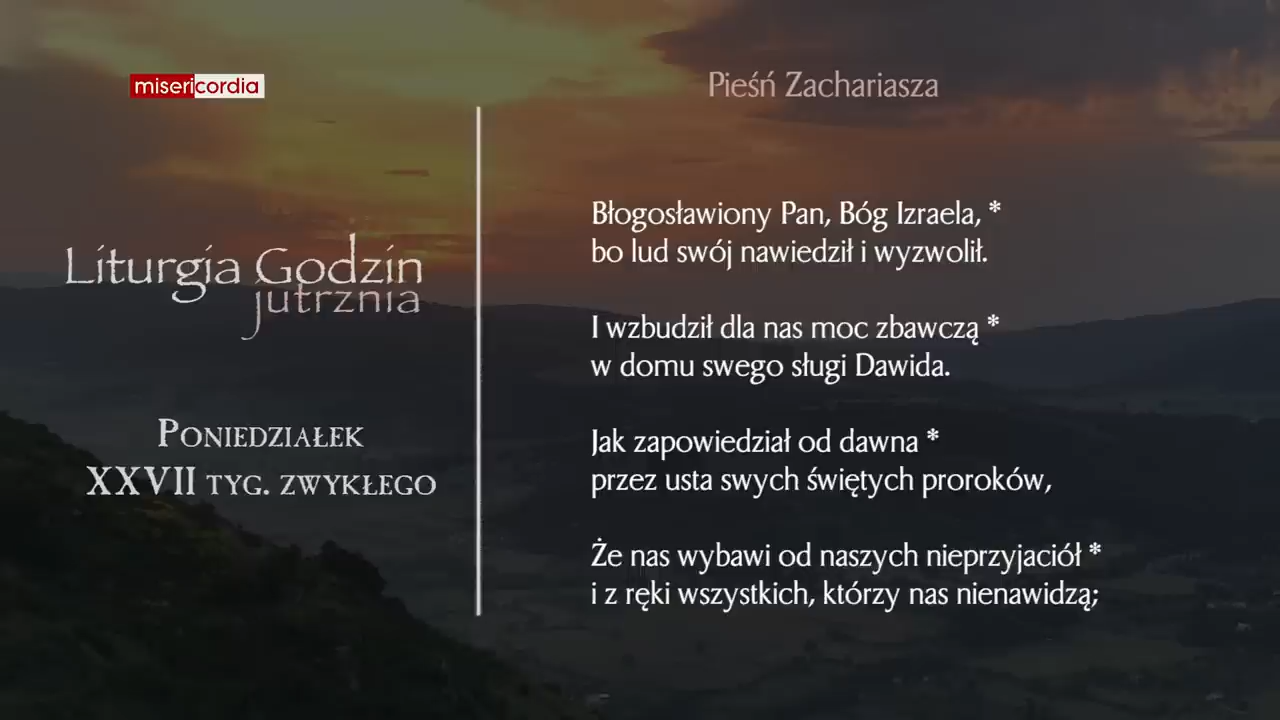 misericordia
Liturgia Godzin
jutrznia
Poniedziałek
XXVII tyg. zwykłego
Pieśń Zachariasza
Błogosławiony Pan, Bóg Izraela, *
bo lud swój nawiedził i wyzwolił.
I wzbudził dla nas moc zbawczą *
w domu swego sługi Dawida.
Jak zapowiedział od dawna *
przez usta swych świętych proroków,
Że nas wybawi od naszych nieprzyjaciół *
i z ręki wszystkich, którzy nas nienawidzą;